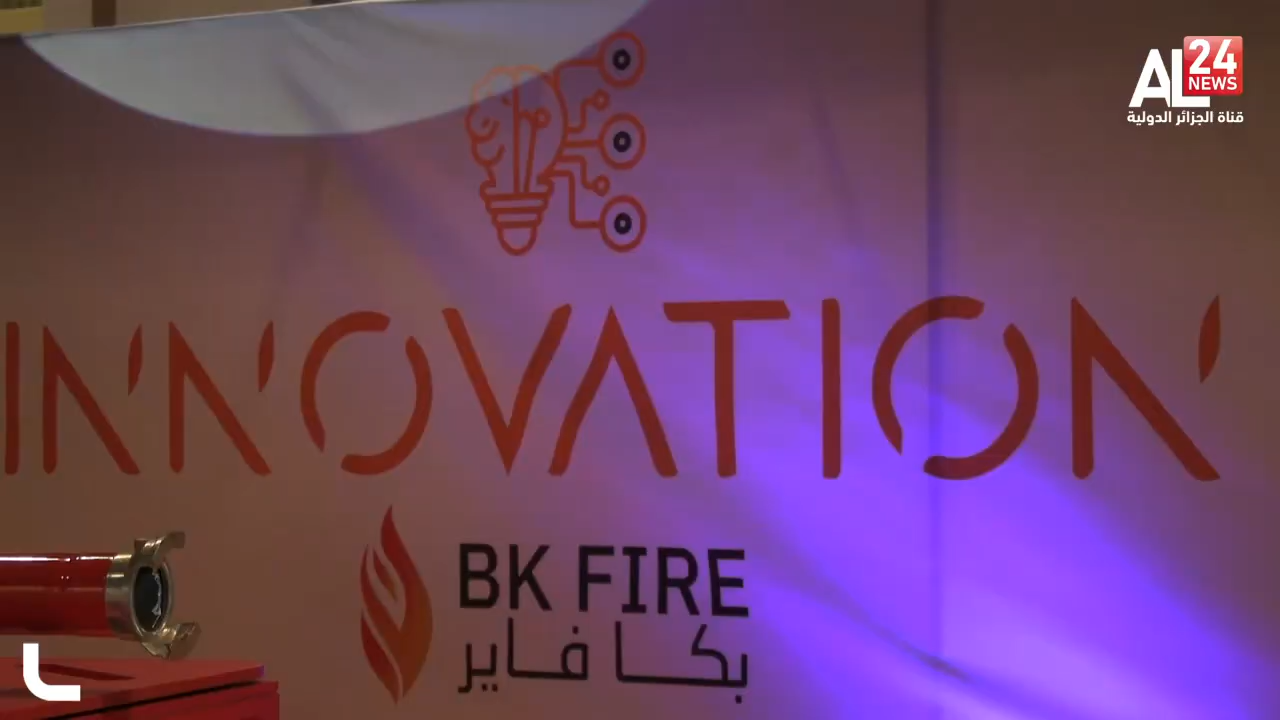 AL 24 NEWS
قناة الجزائر الدولية
INNOVATION
BK FIRE
بكا فاير